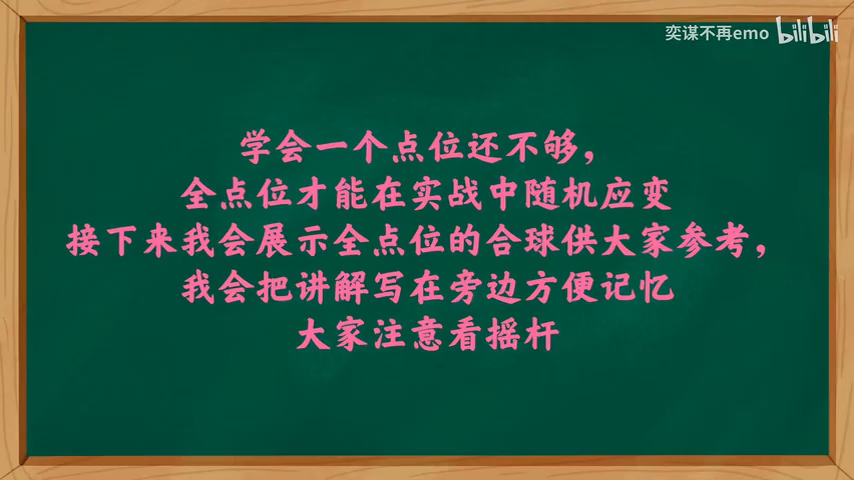 奕谋不再emo bilibili
学会一个点位还不够，
全点位才能在实战中随机应变
接下来我会展示全点位的合球供大家参考，
我会把讲解写在旁边方便记忆
大家注意看摇杆